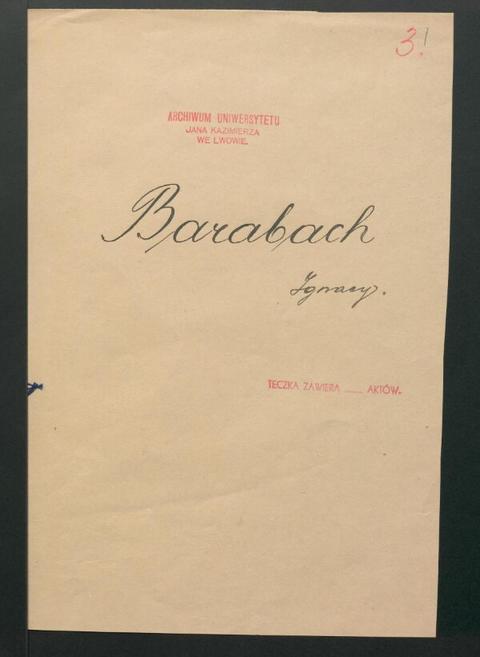 3!
ARCHIWUM UNIWERSYTETU
JANA KAZIMIERZA
WE LWOWIE.
Barabach
Ignacy.
TECZKA ZAWIERA ...... AKTÓW.